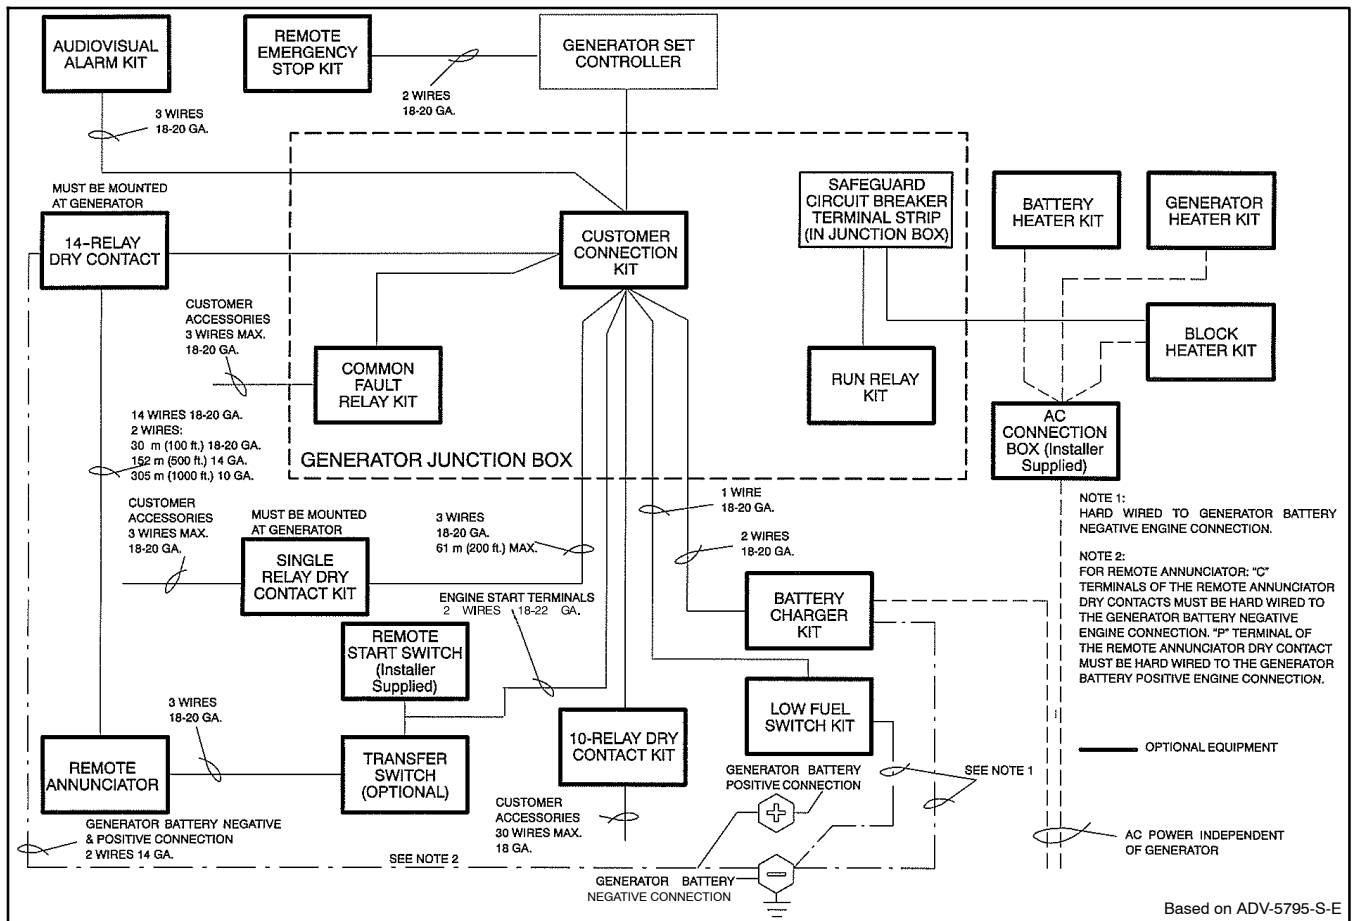 AUDIOVISUAL
ALARM KIT
REMOTE
EMERGENCY
STOP KIT
GENERATOR SET
CONTROLLER
3 WIRES
18-20 GA.
2 WIRES
18-20 GA.
MUST BE MOUNTED
AT GENERATOR
14-RELAY
DRY CONTACT
CUSTOMER
CONNECTION
KIT
SAFEGUARD
CIRCUIT BREAKER
TERMINAL STRIP
(IN JUNCTION BOX)
BATTERY
HEATER KIT
GENERATOR
HEATER KIT
CUSTOMER
ACCESSORIES
3 WIRES MAX.
18-20 GA.
COMMON
FAULT
RELAY KIT
RUN RELAY
KIT
BLOCK
HEATER KIT
14 WIRES 18-20 GA.
2 WIRES:
30 m (100 ft.) 18-20 GA.
152 m (500 ft.) 14 GA.
305 m (1000 ft.) 10 GA.
GENERATOR JUNCTION BOX
AC
CONNECTION
BOX (Installer
Supplied)
CUSTOMER
ACCESSORIES
3 WIRES MAX.
18-20 GA.
MUST BE MOUNTED
AT GENERATOR
SINGLE
RELAY DRY
CONTACT KIT
3 WIRES
18-20 GA.
61 m (200 ft.) MAX.
1 WIRE
18-20 GA.
2 WIRES
18-20 GA.
NOTE 1:
HARD WIRED TO GENERATOR BATTERY
NEGATIVE ENGINE CONNECTION.
NOTE 2:
FOR REMOTE ANNUNCIATOR: "C"
TERMINALS OF THE REMOTE ANNUNCIATOR
DRY CONTACTS MUST BE HARD WIRED TO
THE GENERATOR BATTERY NEGATIVE
ENGINE CONNECTION. "P" TERMINAL OF
THE REMOTE ANNUNCIATOR DRY CONTACT
MUST BE HARD WIRED TO THE GENERATOR
BATTERY POSITIVE ENGINE CONNECTION.
ENGINE START TERMINALS
2 WIRES 18-22 GA.
BATTERY
CHARGER
KIT
REMOTE
START SWITCH
(Installer
Supplied)
3 WIRES
18-20 GA.
LOW FUEL
SWITCH KIT
REMOTE
ANNUNCIATOR
TRANSFER
SWITCH
(OPTIONAL)
10-RELAY DRY
CONTACT KIT
OPTIONAL EQUIPMENT
GENERATOR BATTERY
POSITIVE CONNECTION
SEE NOTE 1
CUSTOMER
ACCESSORIES
30 WIRES MAX.
18 GA.
+
GENERATOR BATTERY NEGATIVE
& POSITIVE CONNECTION
2 WIRES 14 GA.
AC POWER INDEPENDENT
OF GENERATOR
SEE NOTE 2
GENERATOR BATTERY
NEGATIVE CONNECTION
−
Based on ADV-5795-S-E